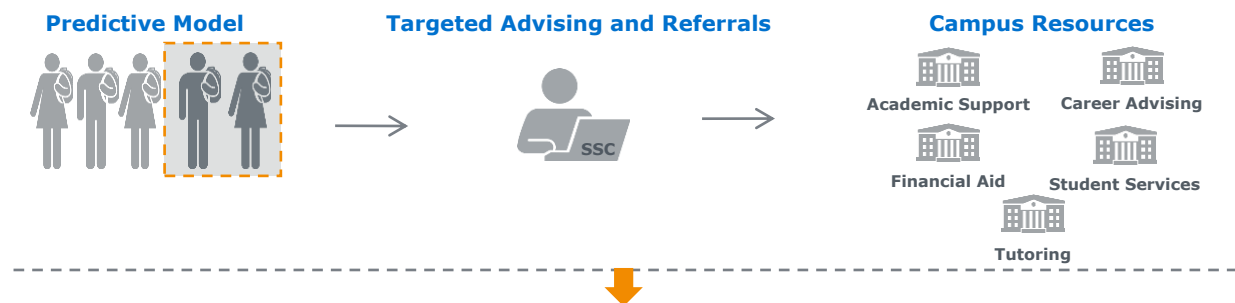 Predictive Model
Targeted Advising and Referrals
Campus Resources
Academic Support
Career Advising
SSC
Financial Aid
Student Services
Tutoring